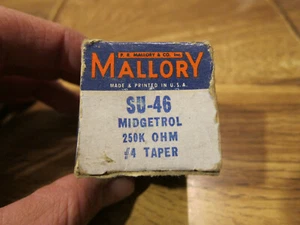 P. R. MALLORY & CO. Inc.
MALLORY
MADE & PRINTED IN U.S.A.
SU-46
MIDGETROL
250K OHM
#4 TAPER